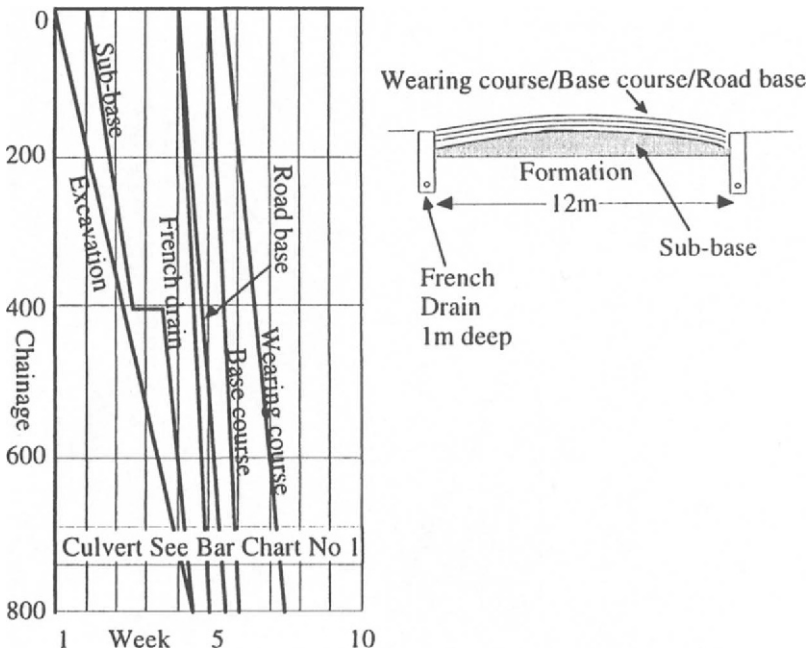 0
200
400
600
800
Chainage
Sub-base
Excavation
French drain
Road base
Base course
Wearing course
Culvert See Bar Chart No 1
1 Week 5 10
Wearing course/Base course/Road base
Formation
12m
Sub-base
French
Drain
1m deep